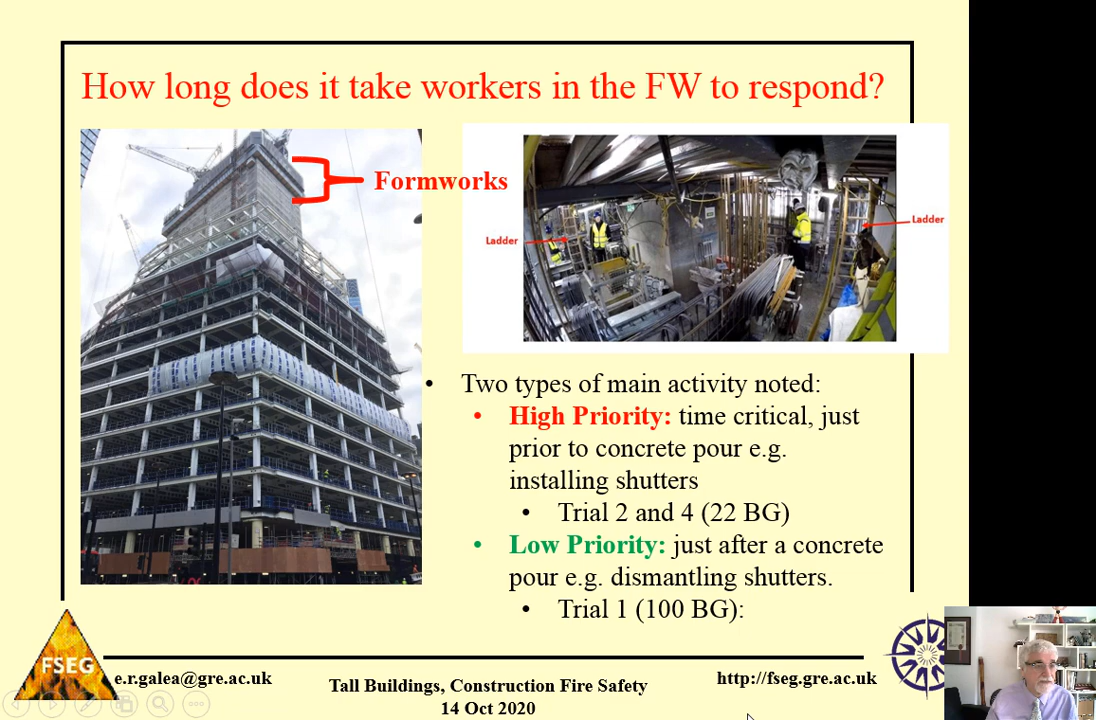 How long does it take workers in the FW to respond?
Formworks
Ladder
Ladder
• Two types of main activity noted:
• High Priority: time critical, just
prior to concrete pour e.g.
installing shutters
• Trial 2 and 4 (22 BG)
• Low Priority: just after a concrete
pour e.g. dismantling shutters.
• Trial 1 (100 BG):
FSEG
e.r.galea@gre.ac.uk
Tall Buildings, Construction Fire Safety
14 Oct 2020
http://fseg.gre.ac.uk